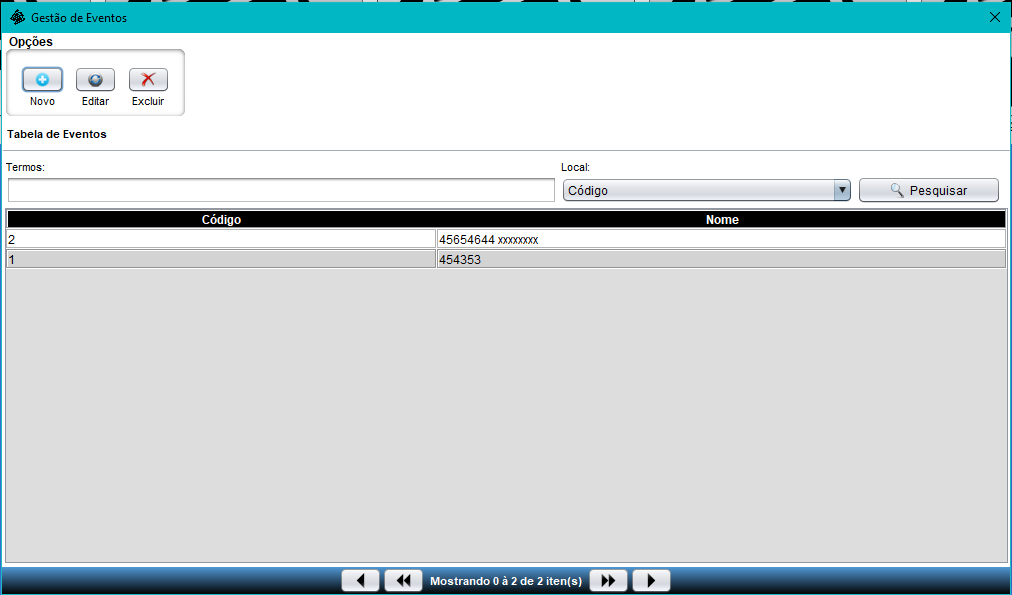 Gestão de Eventos
Opções
Novo Editar Excluir
Tabela de Eventos
Termos: Local:
Código Pesquisar
Código Nome
2 45654644 xxxxxxxx
1 454353
Mostrando 0 à 2 de 2 iten(s)